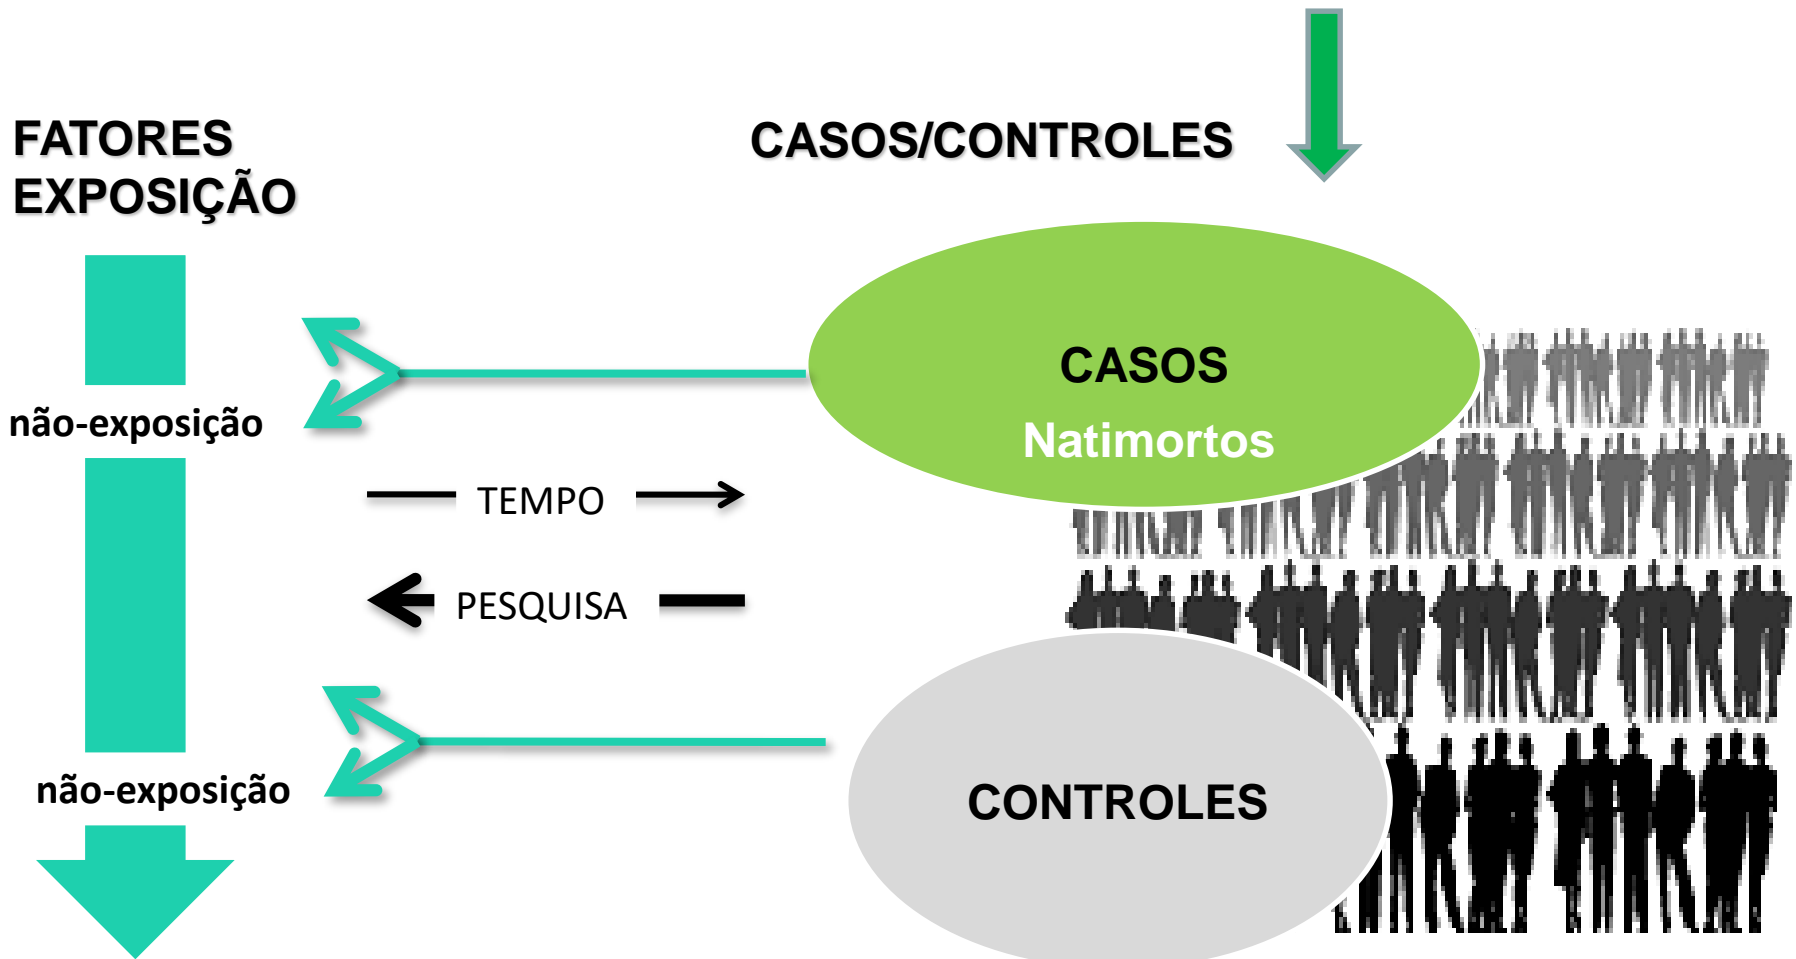 FATORES
EXPOSIÇÃO
CASOS/CONTROLES
CASOS
Natimortos
não-exposição
TEMPO
PESQUISA
não-exposição
CONTROLES